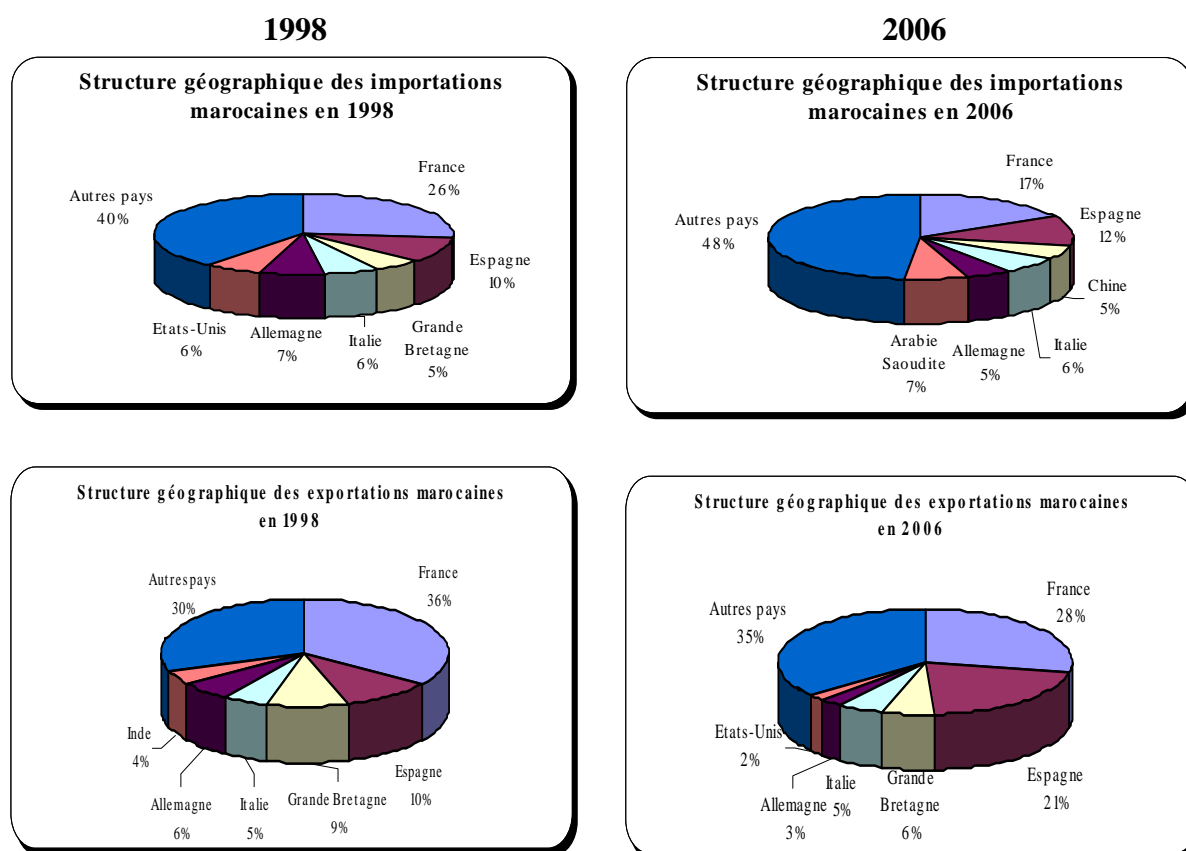 1998
2006
Structure géographique des importations
marocaines en 1998
France
26%
Autres pays
40%
Espagne
10%
Etats-Unis
6%
Allemagne
7%
Italie
6%
Grande
Bretagne
5%
Structure géographique des importations
marocaines en 2006
France
17%
Autres pays
48%
Espagne
12%
Chine
5%
Arabie
Saoudite
7%
Allemagne
5%
Italie
6%
Structure géographique des exportations marocaines
en 1998
Autres pays
30%
France
36%
Inde
4%
Allemagne
6%
Italie
5%
Grande Bretagne
9%
Espagne
10%
Structure géographique des exportations marocaines
en 2006
Autres pays
35%
France
28%
Etats-Unis
2%
Allemagne
3%
Italie
5%
Grande
Bretagne
6%
Espagne
21%